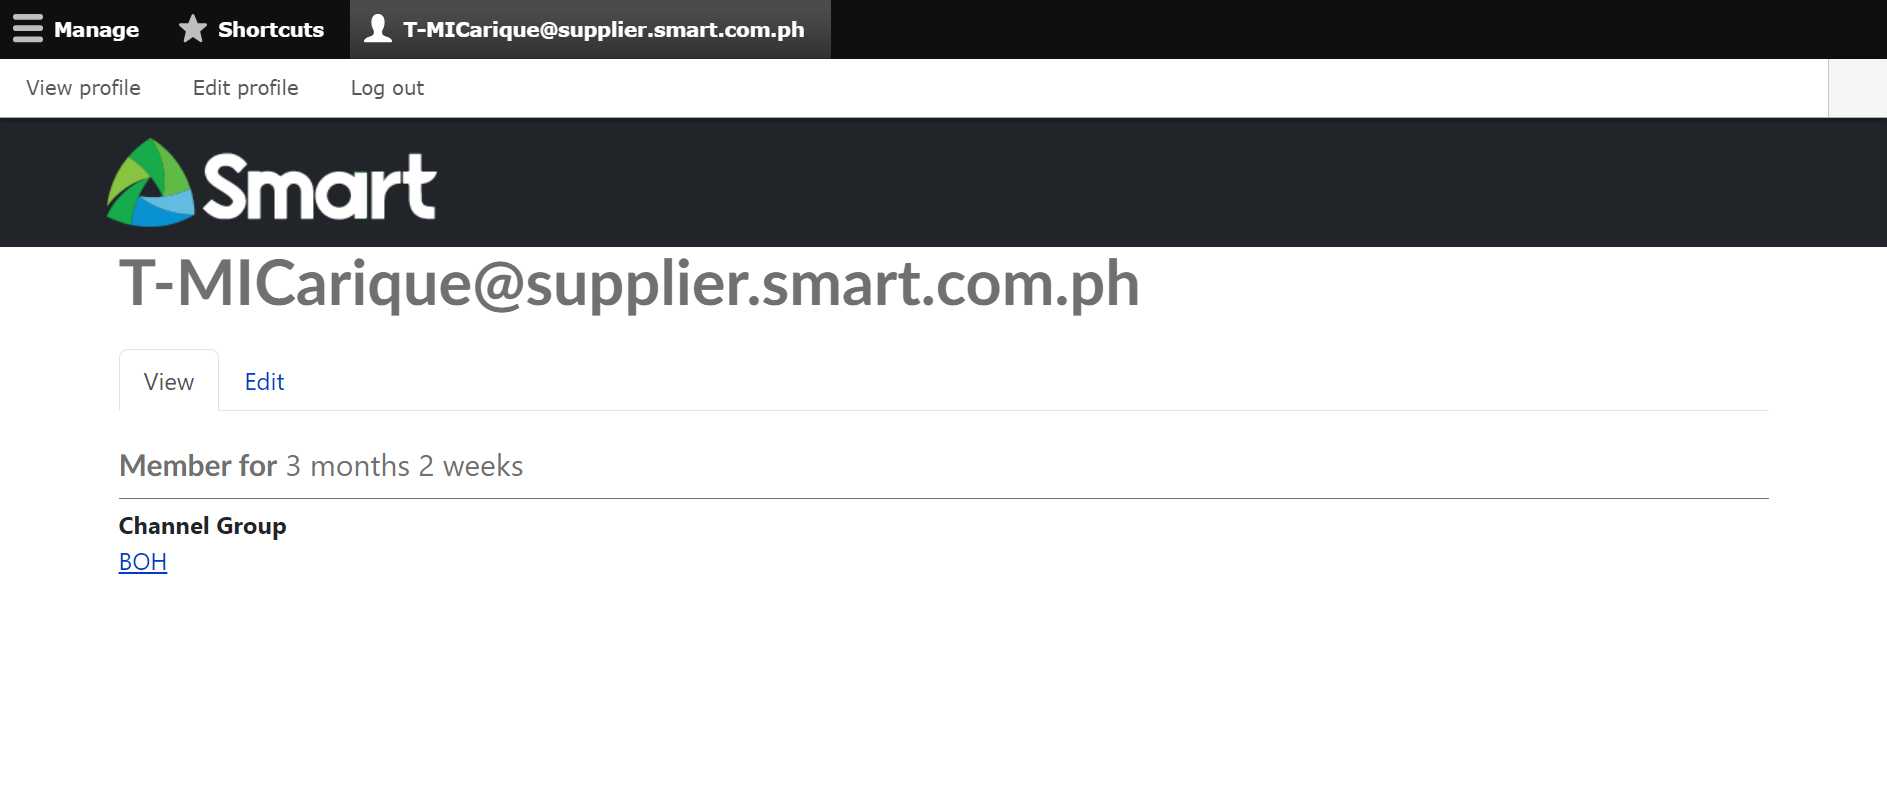 Manage Shortcuts T-MICarique@supplier.smart.com.ph
View profile Edit profile Log out
Smart
T-MICarique@supplier.smart.com.ph
View Edit
Member for 3 months 2 weeks
Channel Group
BOH